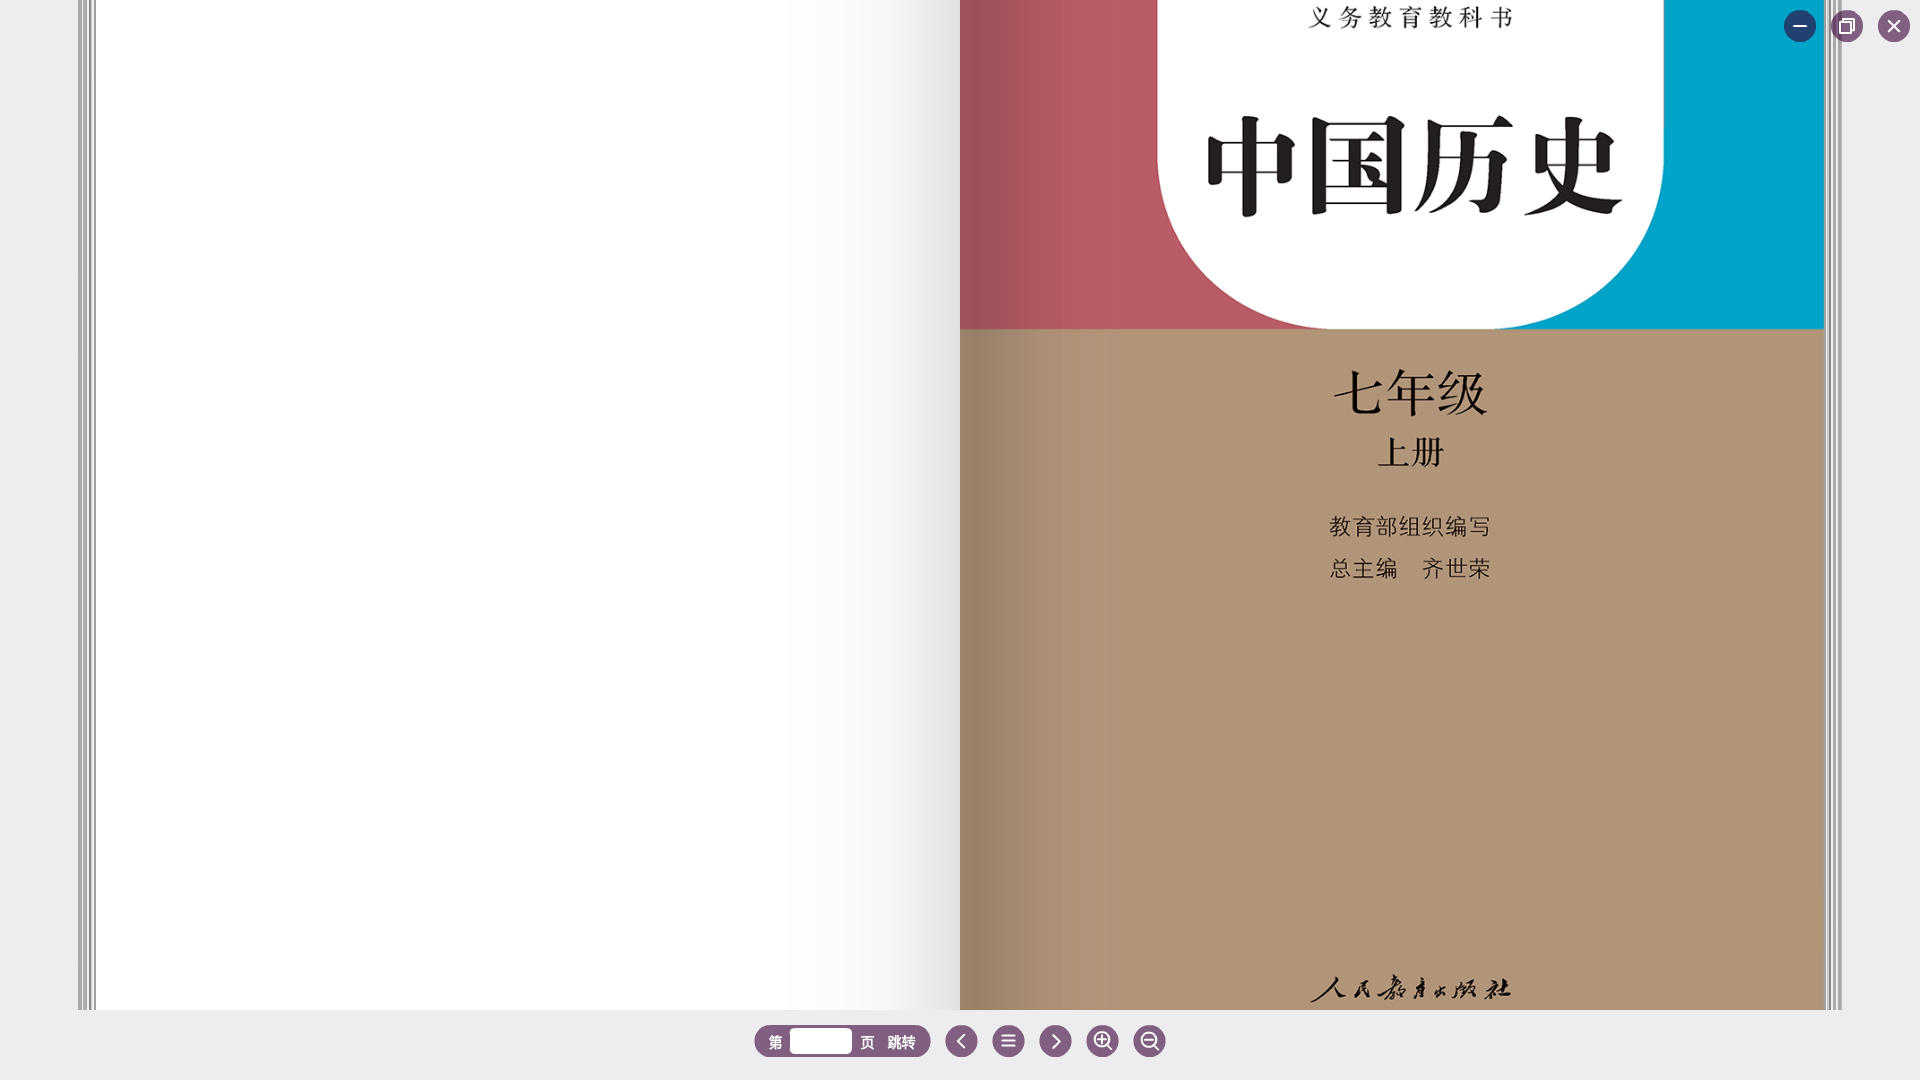 义务教育教科书
中国历史
七年级
上册
教育部组织编写
总主编 齐世荣
人民教育出版社
第 页 跳转